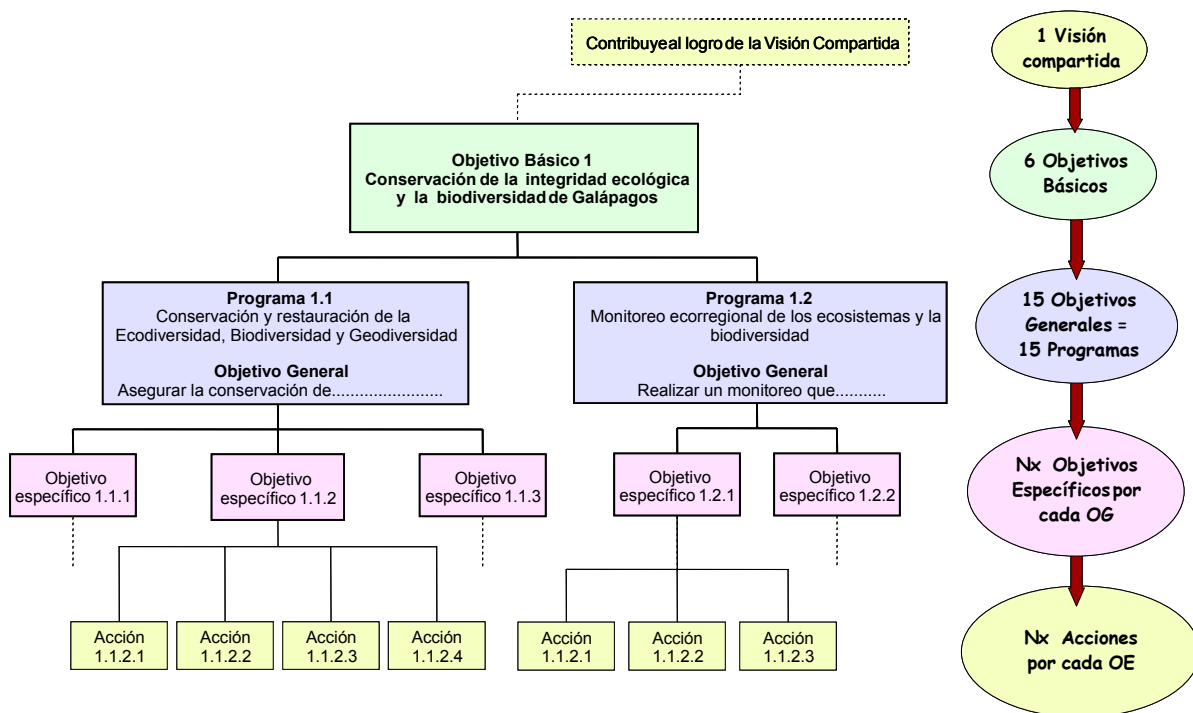 Contribuyeal logro de la Visión Compartida
Objetivo Básico 1
Conservación de la integridad ecológica
y la biodiversidad de Galápagos
Programa 1.1
Conservación y restauración de la
Ecodiversidad, Biodiversidad y Geodiversidad
Objetivo General
Asegurar la conservación de........................
Programa 1.2
Monitoreo ecorregional de los ecosistemas y la
biodiversidad
Objetivo General
Realizar un monitoreo que...........
Objetivo
específico 1.1.1
Objetivo
específico 1.1.2
Objetivo
específico 1.1.3
Objetivo
específico 1.2.1
Objetivo
específico 1.2.2
Acción
1.1.2.1
Acción
1.1.2.2
Acción
1.1.2.3
Acción
1.1.2.4
Acción
1.1.2.1
Acción
1.1.2.2
Acción
1.1.2.3
1 Visión
compartida
6 Objetivos
Básicos
15 Objetivos
Generales =
15 Programas
Nx Objetivos
Específicos por
cada OG
Nx Acciones
por cada OE